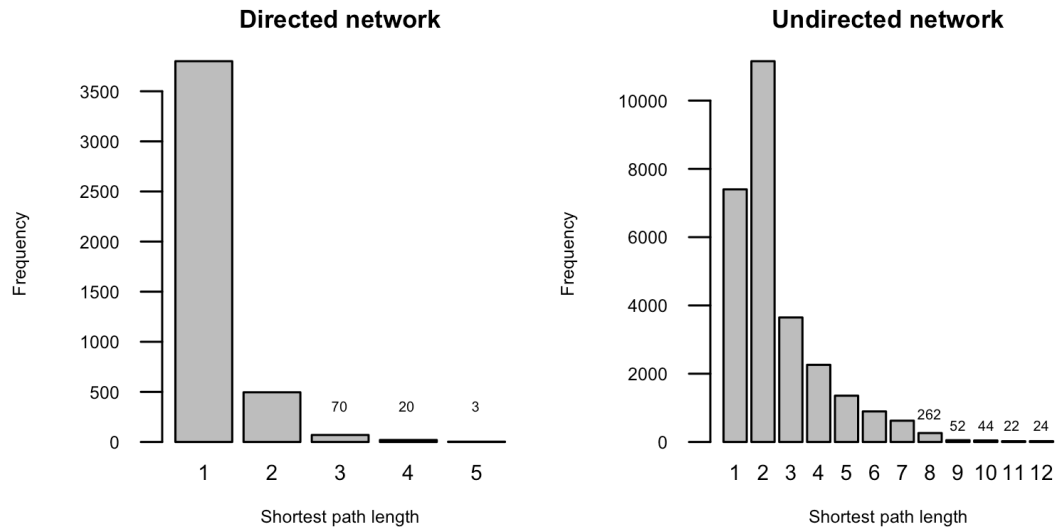 Directed network
Frequency
3500
3000
2500
2000
1500
1000
500
0
70
20
3
1 2 3 4 5
Shortest path length
Undirected network
Frequency
10000
8000
6000
4000
2000
0
262
52
44
22
24
1 2 3 4 5 6 7 8 9 10 11 12
Shortest path length